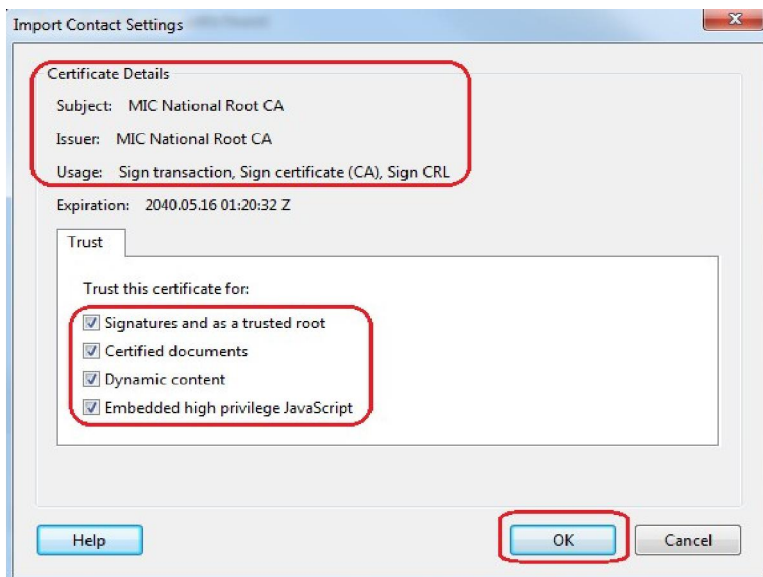 Import Contact Settings
Certificate Details
Subject: MIC National Root CA
Issuer: MIC National Root CA
Usage: Sign transaction, Sign certificate (CA), Sign CRL
Expiration: 2040.05.16 01:20:32 Z
Trust
Trust this certificate for:
Signatures and as a trusted root
Certified documents
Dynamic content
Embedded high privilege JavaScript
Help OK Cancel